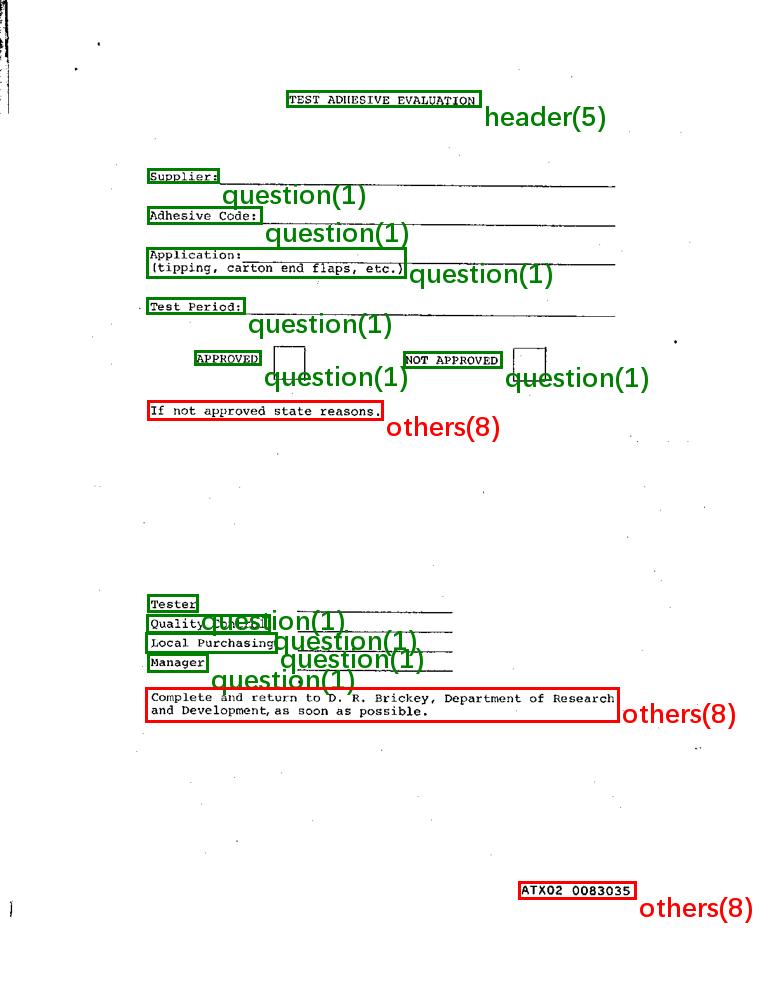 TEST ADHESIVE EVALUATION
header(5)
Supplier:
question(1)
Adhesive Code:
question(1)
Application:
(tipping, carton end flaps, etc.)
question(1)
Test Period:
question(1)
APPROVED
question(1)
NOT APPROVED
question(1)
If not approved state reasons.
others(8)
Tester
question(1)
Quality Control
question(1)
Local Purchasing
question(1)
Manager
question(1)
Complete and return to D. R. Brickey, Department of Research
and Development, as soon as possible.
others(8)
ATX02 0083035
others(8)